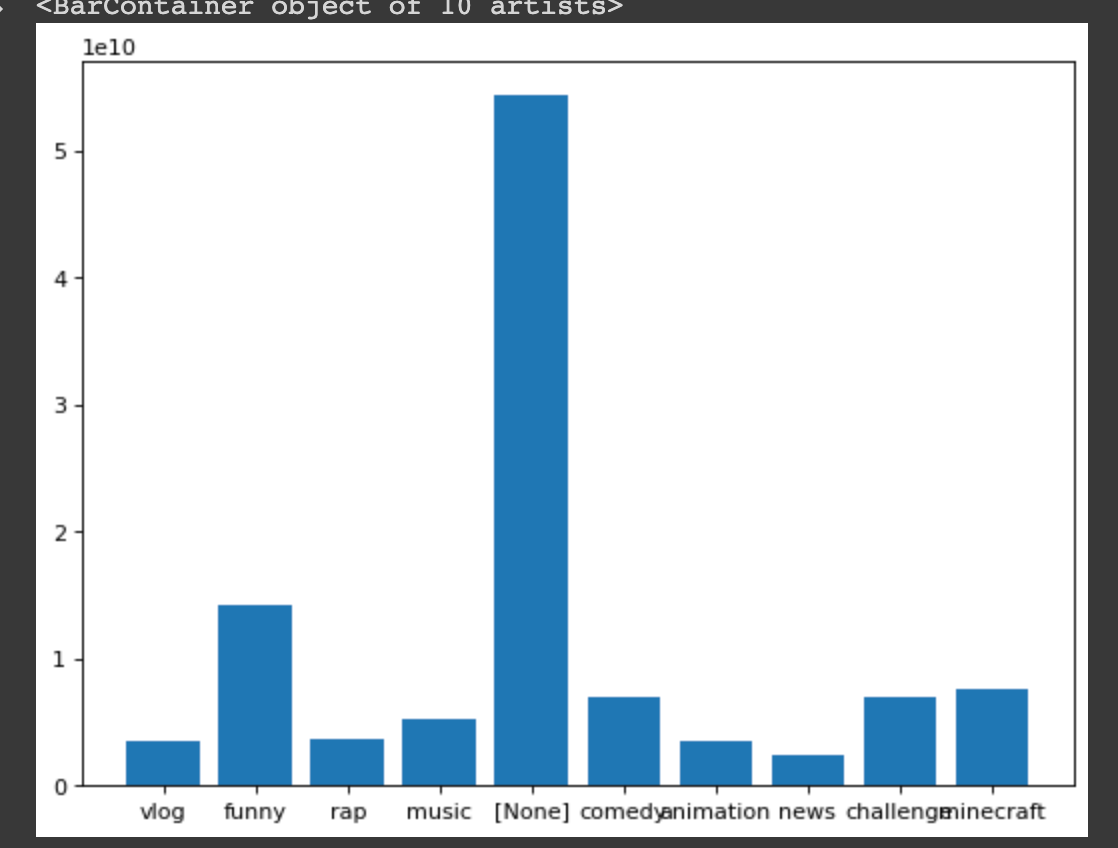 <BarContainer object of 10 artists>
1e10
5
4
3
2
1
0
vlog funny rap music [None] comedy animation news challenge minecraft